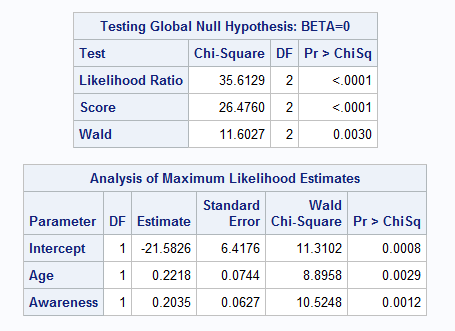 Testing Global Null Hypothesis: BETA=0
Test Chi-Square DF Pr > ChiSq
Likelihood Ratio 35.6129 2 <.0001
Score 26.4760 2 <.0001
Wald 11.6027 2 0.0030
Analysis of Maximum Likelihood Estimates
Standard Wald
Parameter DF Estimate Error Chi-Square Pr > ChiSq
Intercept 1 -21.5826 6.4176 11.3102 0.0008
Age 1 0.2218 0.0744 8.8958 0.0029
Awareness 1 0.2035 0.0627 10.5248 0.0012